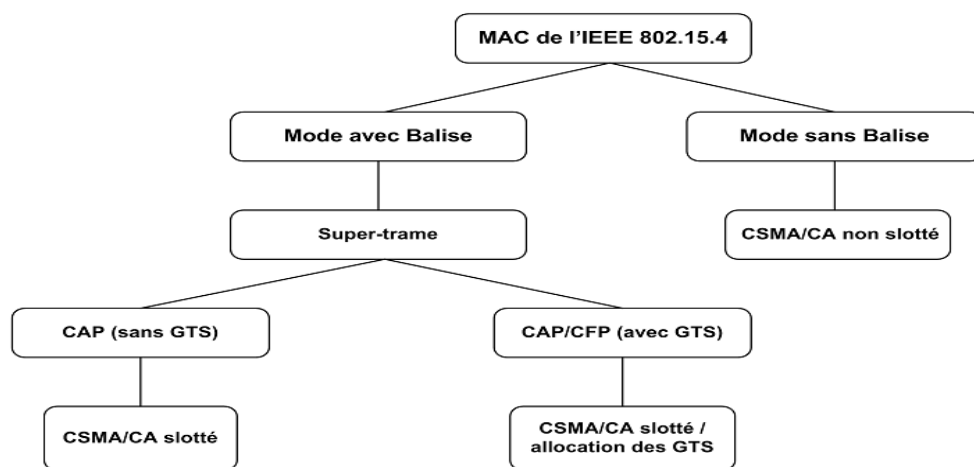 MAC de l'IEEE 802.15.4
Mode avec Balise
Mode sans Balise
Super-trame
CSMA/CA non slotté
CAP (sans GTS)
CAP/CFP (avec GTS)
CSMA/CA slotté
CSMA/CA slotté /
allocation des GTS